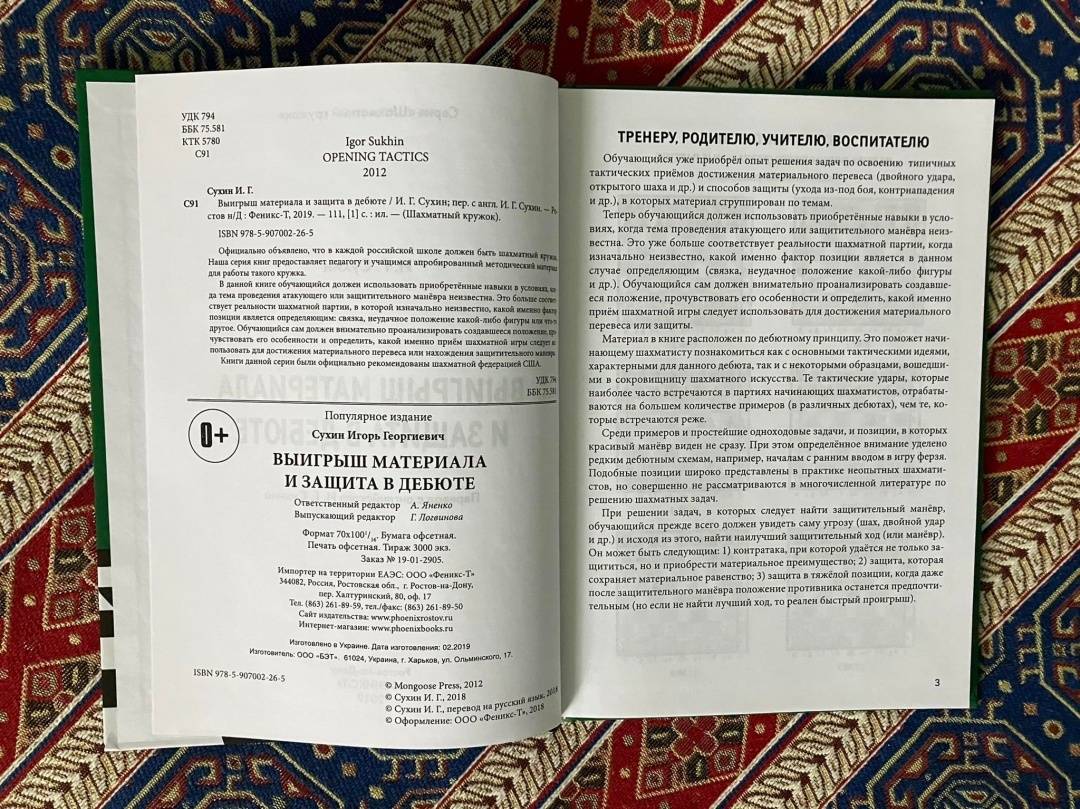 УДК 794
ББК 75.581
КТК 5780
С91
Igor Sukhin
OPENING TACTICS
2012
Сухин И. Г.
С91 Выигрыш материала и защита в дебюте / И. Г. Сухин; пер. с англ. И. Г. Сухин. — Ро-
стов н/Д : Феникс-Т, 2019. — 111, [1] с. : ил. — (Шахматный кружок).
ISBN 978-5-907002-26-5
Официально объявлено, что в каждой российской школе должен быть шахматный кружок.
Наша серия книг предоставляет педагогу и учащимся апробированный методический материал
для работы такого кружка.
В данной книге обучающийся должен использовать приобретённые навыки в условиях, ког-
да тема проведения атакующего или защитительного манёвра неизвестна. Это больше соответ-
ствует реальности шахматной партии, в которой изначально неизвестно, какой именно фактор
позиции является определяющим: связка, неудачное положение какой-либо фигуры или что-то
другое. Обучающийся сам должен внимательно проанализировать создавшееся положение, про-
чувствовать его особенности и определить, какой именно приём шахматной игры следует ис-
пользовать для достижения материального перевеса или нахождения защитительного манёвра.
Книги данной серии были официально рекомендованы шахматной федерацией США.
УДК 794
ББК 75.581
0+
Популярное издание
Сухин Игорь Георгиевич
ВЫИГРЫШ МАТЕРИАЛА
И ЗАЩИТА В ДЕБЮТЕ
Ответственный редактор А. Яненко
Выпускающий редактор Г. Логвинова
Формат 70х100 1/16. Бумага офсетная.
Печать офсетная. Тираж 3000 экз.
Заказ № 19-01-2905.
Импортер на территории ЕАЭС: ООО «Феникс-Т»
344082, Россия, Ростовская обл., г. Ростов-на-Дону,
пер. Халтуринский, 80, оф. 17
Тел. (863) 261-89-59, тел./факс: (863) 261-89-50
Сайт издательства: www.phoenixrostov.ru
Интернет-магазин: www.phoenixbooks.ru
Изготовлено в Украине. Дата изготовления: 02.2019
Изготовитель: ООО «БЭТ». 61024, Украина, г. Харьков, ул. Ольминского, 17.
ISBN 978-5-907002-26-5
© Mongoose Press, 2012
© Сухин И. Г., 2018
© Сухин И. Г., перевод на русский язык, 2018
© Оформление: ООО «Феникс-Т», 2018
ТРЕНЕРУ, РОДИТЕЛЮ, УЧИТЕЛЮ, ВОСПИТАТЕЛЮ
Обучающийся уже приобрёл опыт решения задач по освоению типичных
тактических приёмов достижения материального перевеса (двойного удара,
открытого шаха и др.) и способов защиты (ухода из-под боя, контрнападения
и др.), в которых материал сгруппирован по темам.
Теперь обучающийся должен использовать приобретённые навыки в усло-
виях, когда тема проведения атакующего или защитительного манёвра неиз-
вестна. Это уже больше соответствует реальности шахматной партии, когда
изначально неизвестно, какой именно фактор позиции является в данном
случае определяющим (связка, неудачное положение какой-либо фигуры
и др.). Обучающийся сам должен внимательно проанализировать создавше-
еся положение, прочувствовать его особенности и определить, какой именно
приём шахматной игры следует использовать для достижения материального
перевеса или защиты.
Материал в книге расположен по дебютному принципу. Это поможет на-
чинающему шахматисту познакомиться как с основными тактическими идеями,
характерными для данного дебюта, так и с некоторыми образцами, вошедши-
ми в сокровищницу шахматного искусства. Те тактические удары, которые
наиболее часто встречаются в партиях начинающих шахматистов, отрабаты-
ваются на большем количестве примеров (в различных дебютах), чем те, ко-
торые встречаются реже.
Среди примеров и простейшие одноходовые задачи, и позиции, в которых
красивый манёвр виден не сразу. При этом определённое внимание уделено
редким дебютным схемам, например, началам с ранним вводом в игру ферзя.
Подобные позиции широко представлены в практике неопытных шахмати-
стов, но совершенно не рассматриваются в многочисленной литературе по
решению шахматных задач.
При решении задач, в которых следует найти защитительный манёвр,
обучающийся прежде всего должен увидеть саму угрозу (шах, двойной удар
и др.) и исходя из этого, найти наилучший защитительный ход (или манёвр).
Он может быть следующим: 1) контратака, при которой удаётся не только за-
щититься, но и приобрести материальное преимущество; 2) защита, которая
сохраняет материальное равенство; 3) защита в тяжёлой позиции, когда даже
после защитительного манёвра положение противника останется предпочти-
тельным (но если не найти лучший ход, то реален быстрый проигрыш).
3